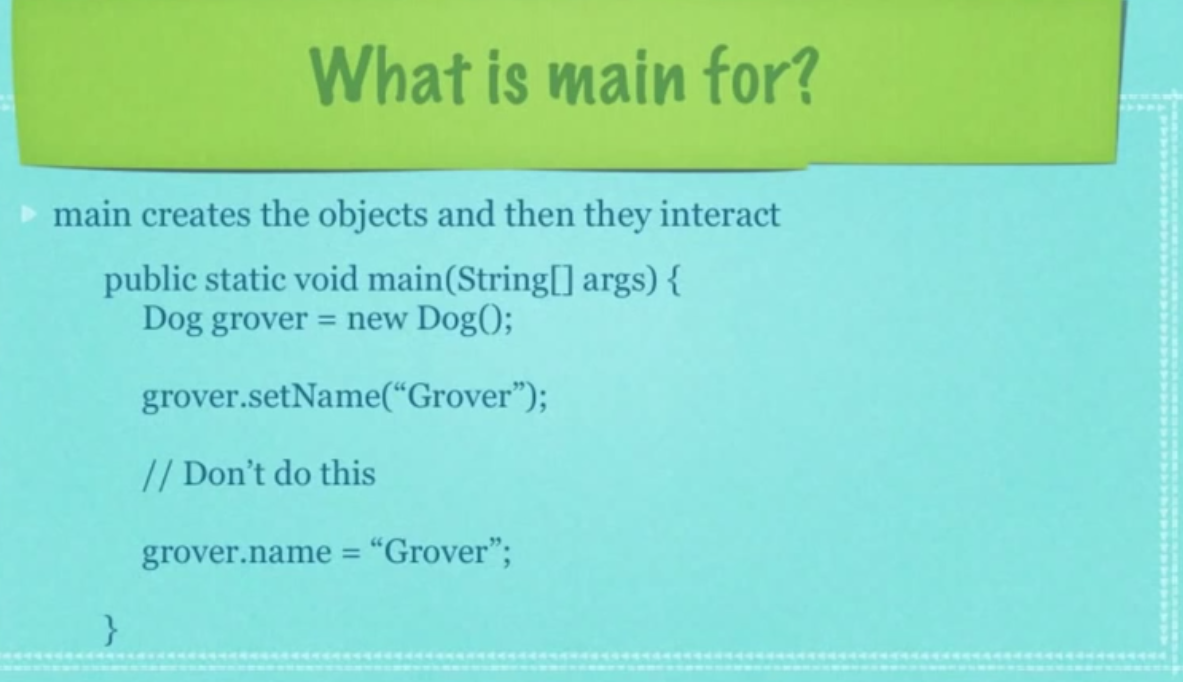 What is main for?
main creates the objects and then they interact
public static void main(String[] args) {
Dog grover = new Dog();
grover.setName(“Grover”);
// Don’t do this
grover.name = “Grover”;
}